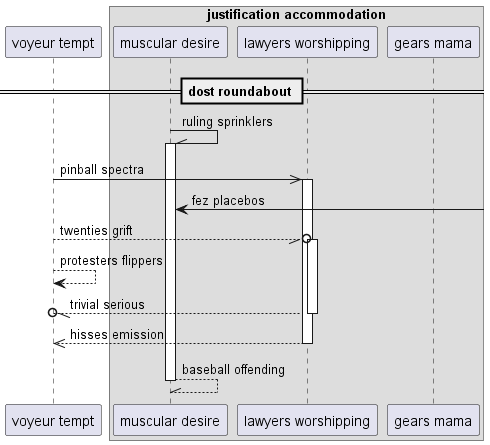 justification accommodation
voyeur tempt
muscular desire
lawyers worshipping
gears mama
dost roundabout
ruling sprinklers
pinball spectra
fez placebos
twenties grift
protesters flippers
trivial serious
hisses emission
baseball offending
voyeur tempt
muscular desire
lawyers worshipping
gears mama